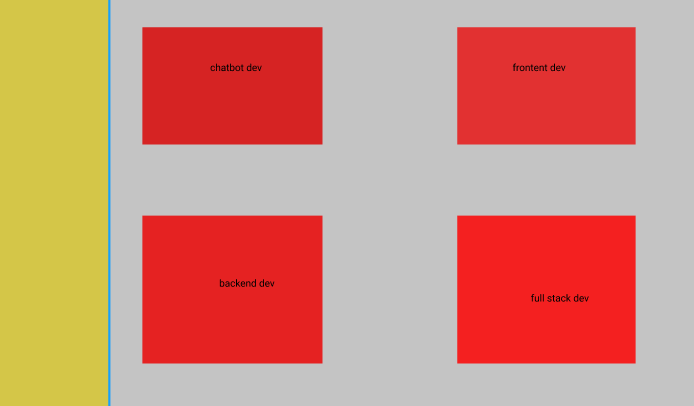 chatbot dev
frontent dev
backend dev
full stack dev